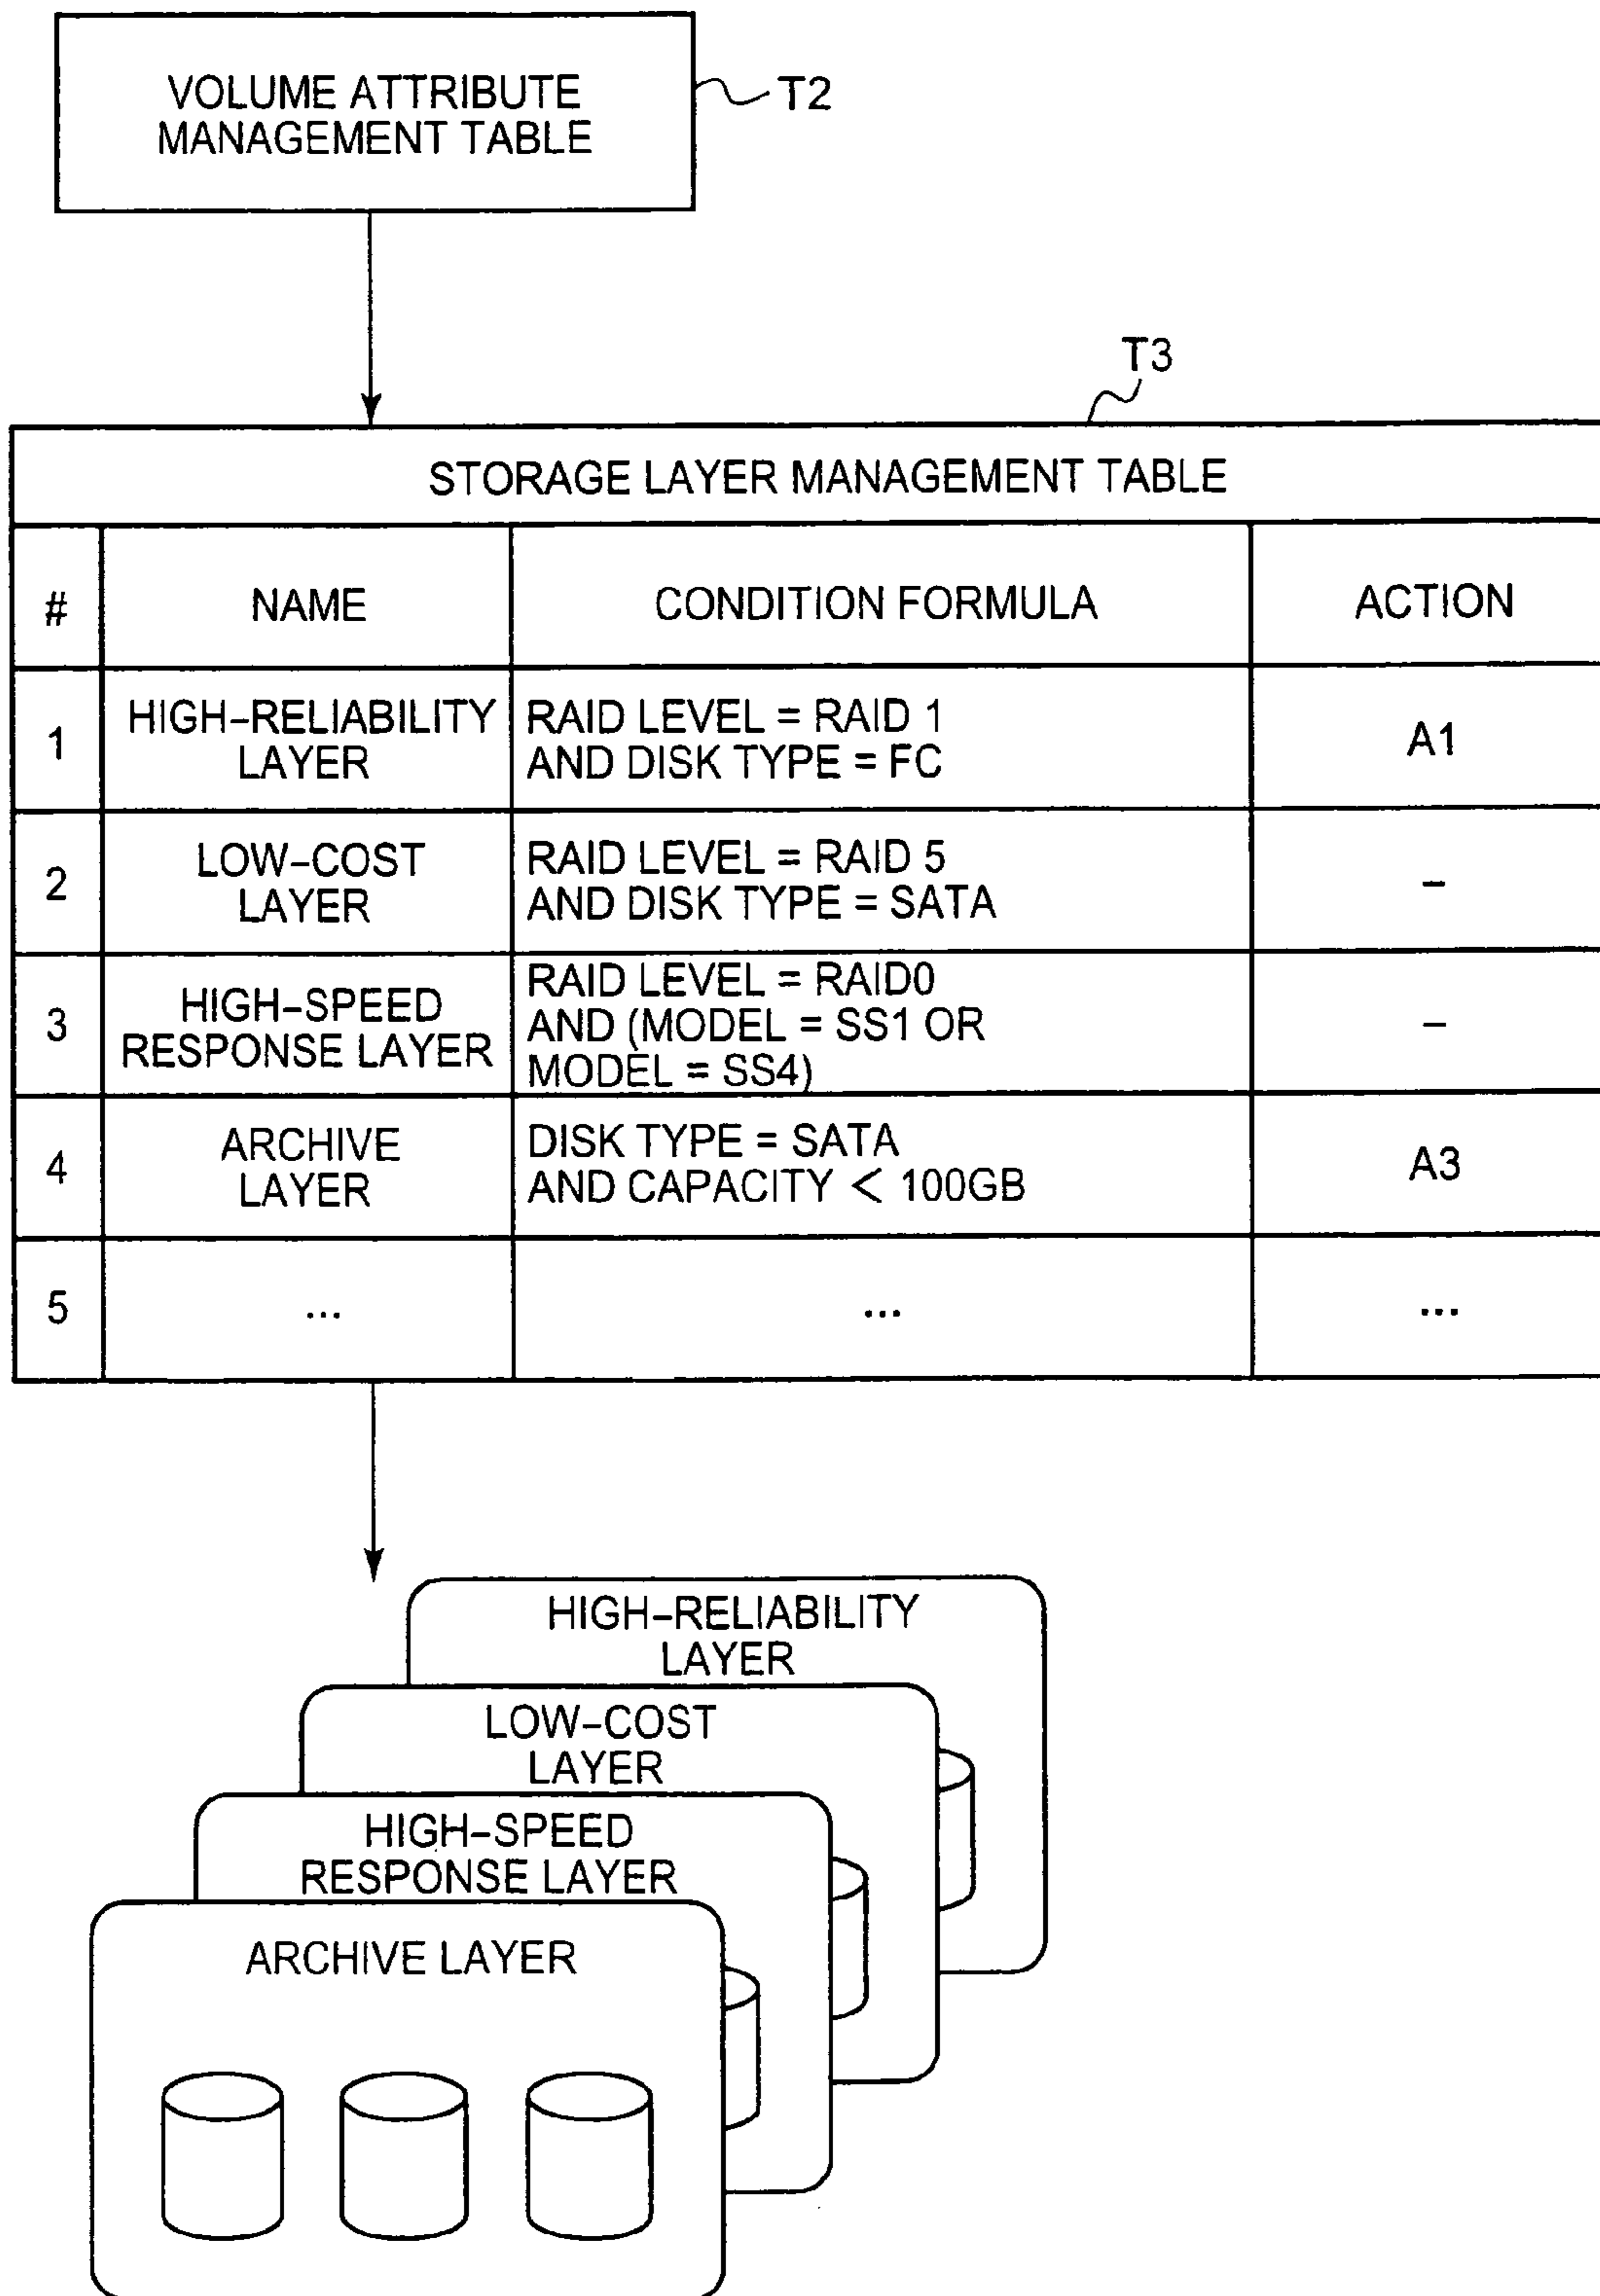 VOLUME ATTRIBUTE
MANAGEMENT TABLE
T2
T3
STORAGE LAYER MANAGEMENT TABLE
# NAME CONDITION FORMULA ACTION
1 HIGH-RELIABILITY LAYER RAID LEVEL = RAID 1 AND DISK TYPE = FC A1
2 LOW-COST LAYER RAID LEVEL = RAID 5 AND DISK TYPE = SATA –
3 HIGH-SPEED RESPONSE LAYER RAID LEVEL = RAID0 AND (MODEL = SS1 OR MODEL = SS4) –
4 ARCHIVE LAYER DISK TYPE = SATA AND CAPACITY < 100GB A3
5 ... ... ...
HIGH-RELIABILITY
LAYER
LOW-COST
LAYER
HIGH-SPEED
RESPONSE LAYER
ARCHIVE LAYER